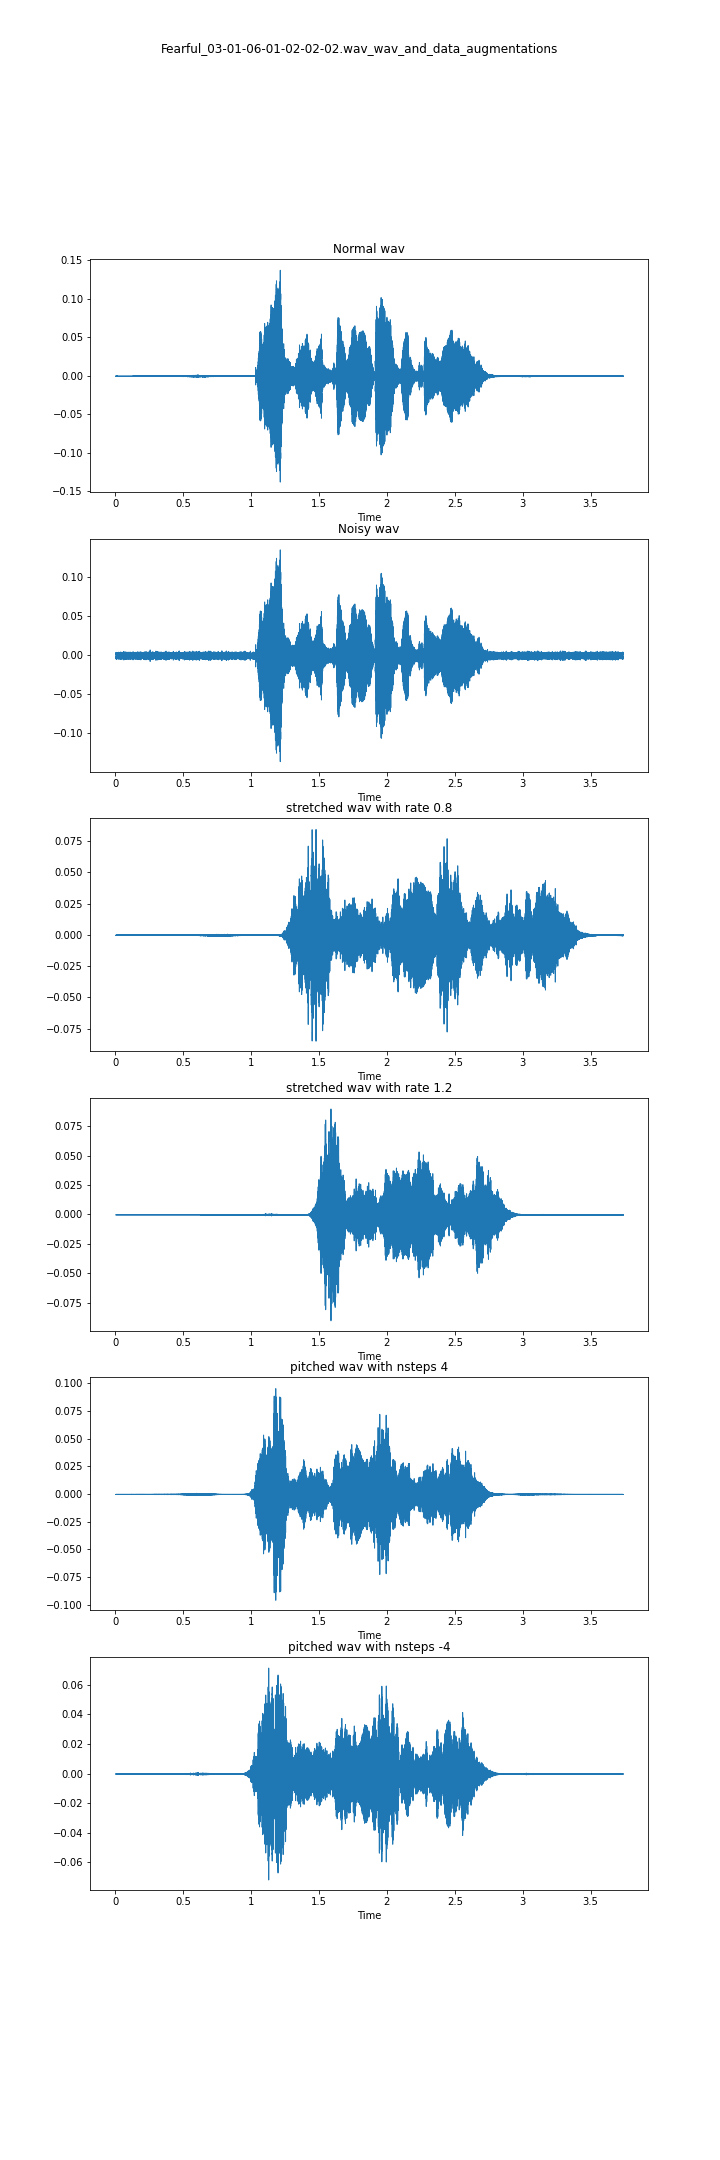 Fearful_03-01-06-01-02-02-02.wav_wav_and_data_augmentations
Normal wav
0.15
0.10
0.05
0.00
−0.05
−0.10
−0.15
0 0.5 1 1.5 2 2.5 3 3.5
Time
Noisy wav
0.10
0.05
0.00
−0.05
−0.10
0 0.5 1 1.5 2 2.5 3 3.5
Time
stretched wav with rate 0.8
0.075
0.050
0.025
0.000
−0.025
−0.050
−0.075
0 0.5 1 1.5 2 2.5 3 3.5
Time
stretched wav with rate 1.2
0.075
0.050
0.025
0.000
−0.025
−0.050
−0.075
0 0.5 1 1.5 2 2.5 3 3.5
Time
pitched wav with nsteps 4
0.100
0.075
0.050
0.025
0.000
−0.025
−0.050
−0.075
−0.100
0 0.5 1 1.5 2 2.5 3 3.5
Time
pitched wav with nsteps -4
0.06
0.04
0.02
0.00
−0.02
−0.04
−0.06
0 0.5 1 1.5 2 2.5 3 3.5
Time